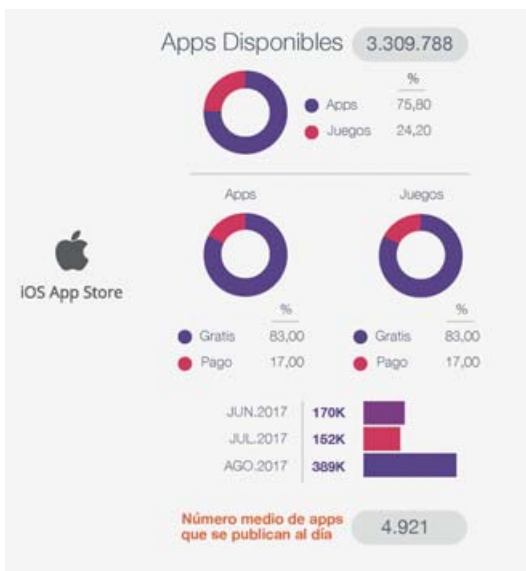 Apps Disponibles 3.309.788
%
Apps 75,80
Juegos 24,20
Apps Juegos
iOS App Store
% %
Gratis 83,00 Gratis 83,00
Pago 17,00 Pago 17,00
JUN.2017 170K
JUL.2017 152K
AGO.2017 389K
Número medio de apps
que se publican al día 4.921